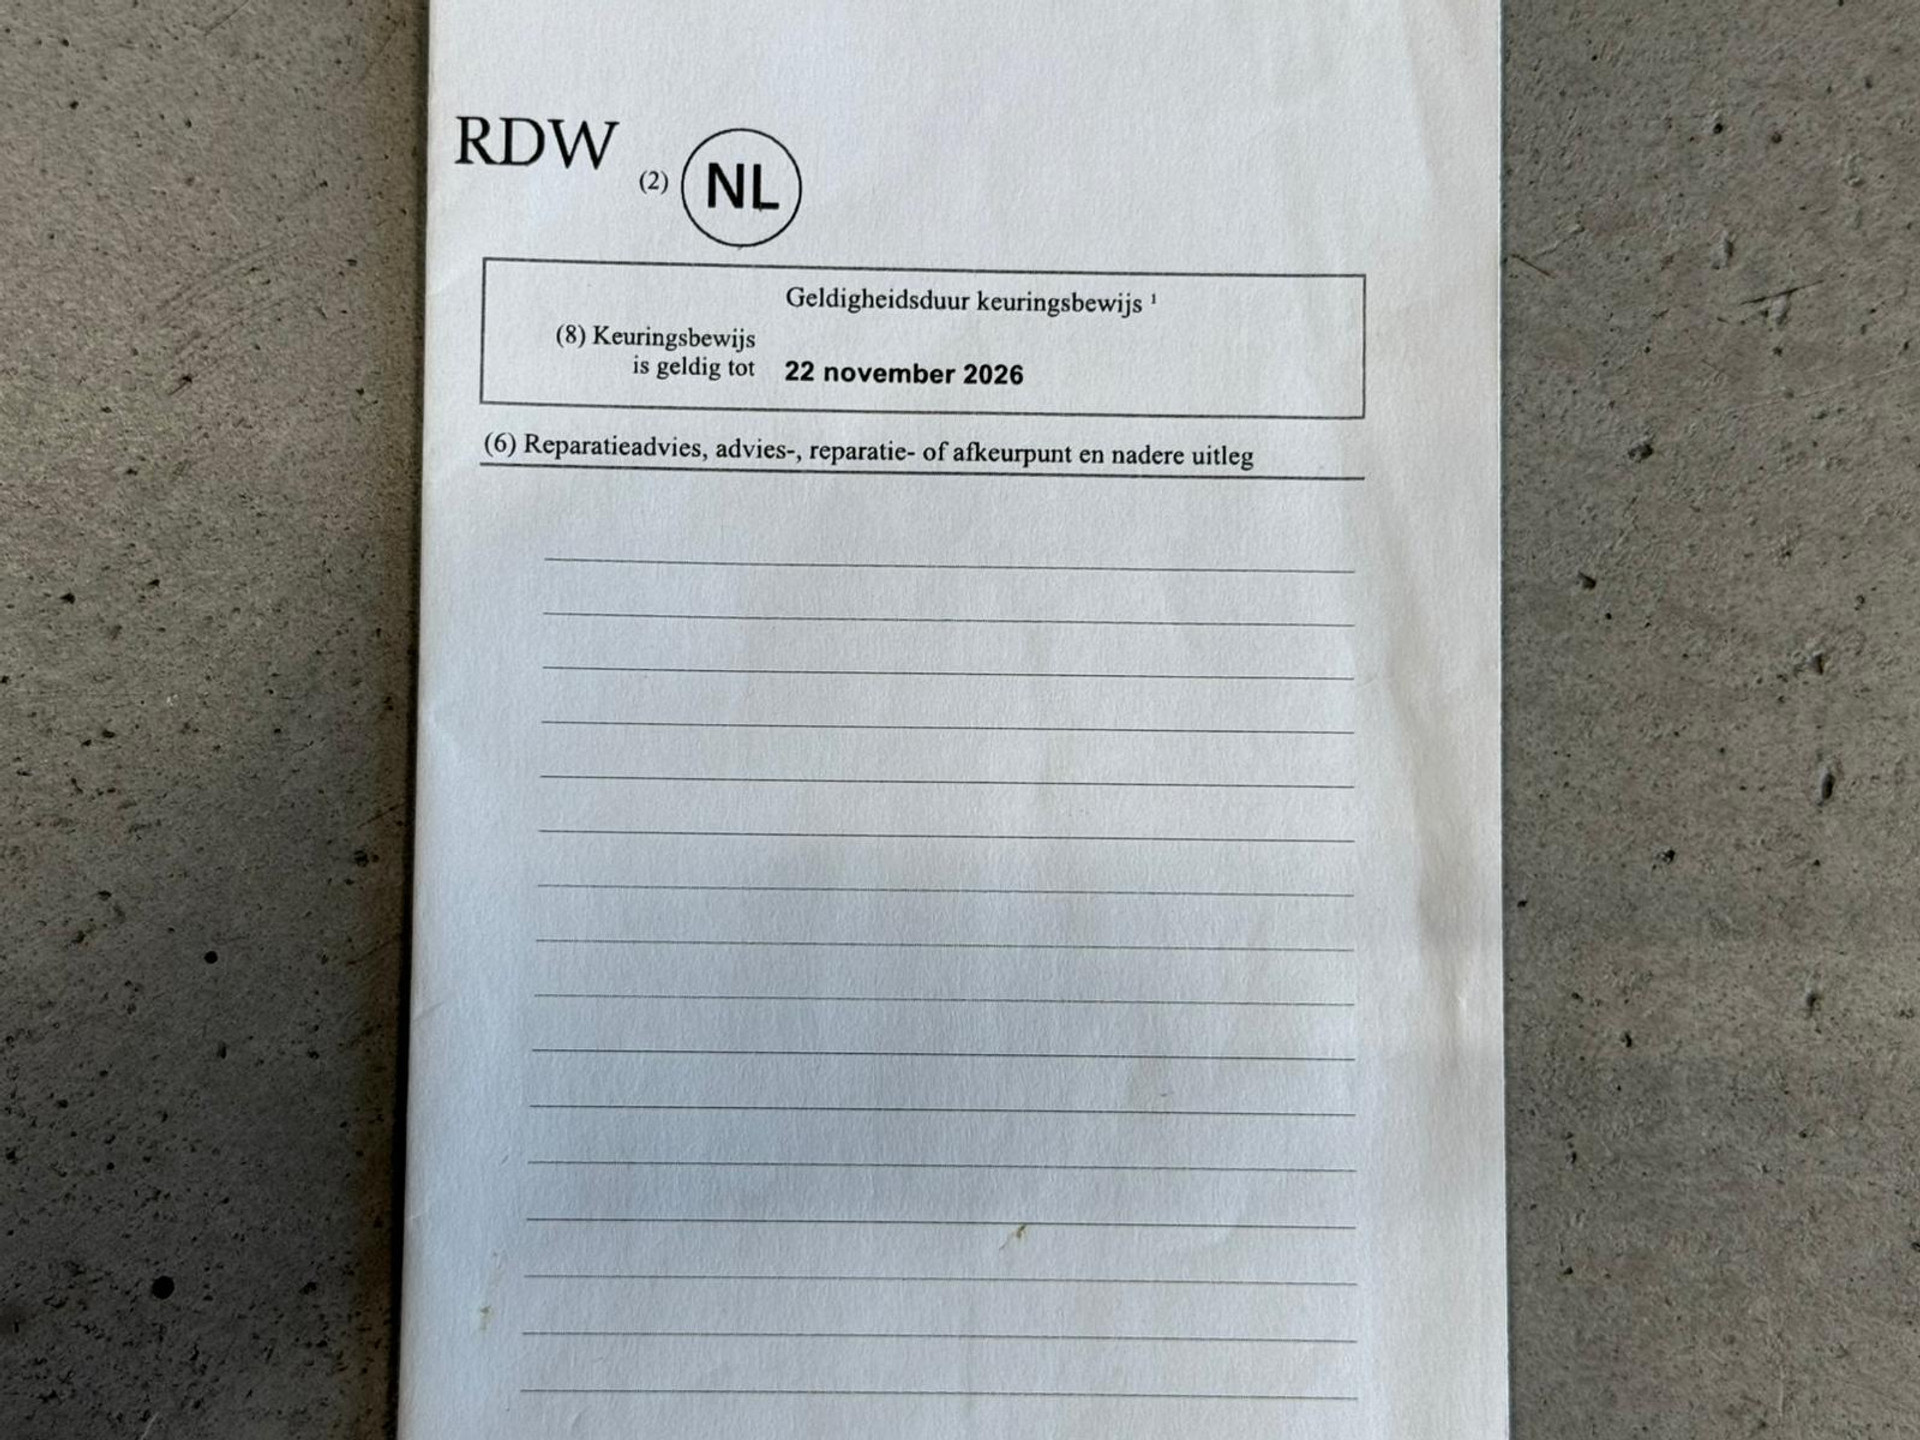 RDW
(2) NL
Geldigheidsduur keuringsbewijs ¹
(8) Keuringsbewijs
is geldig tot 22 november 2026
(6) Reparatieadvies, advies-, reparatie- of afkeurpunt en nadere uitleg